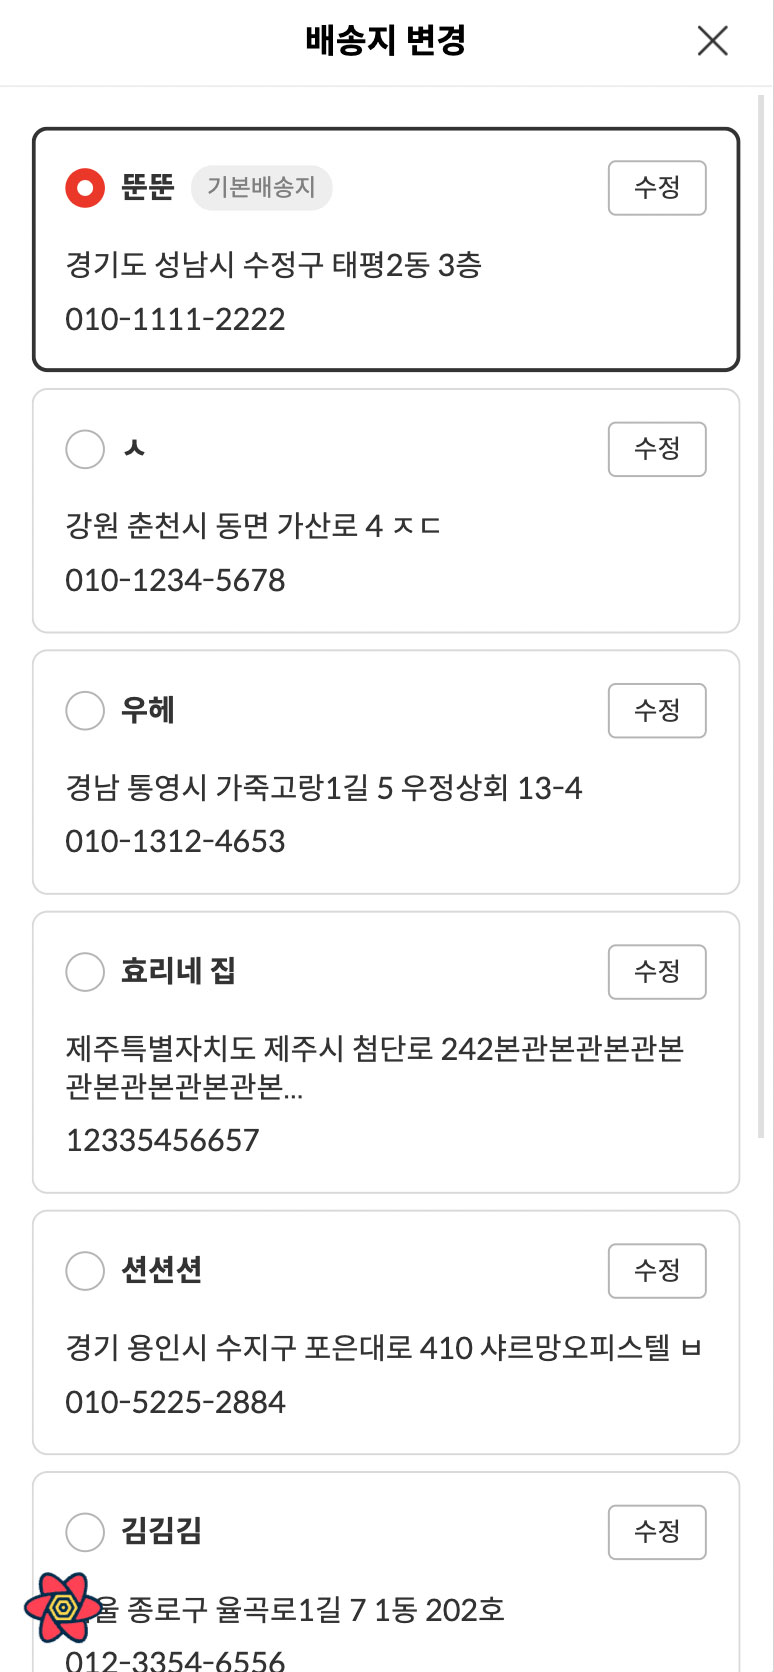 배송지 변경
뚠뚠 기본배송지 수정
경기도 성남시 수정구 태평2동 3층
010-1111-2222
ㅅ 수정
강원 춘천시 동면 가산로 4 ㅈㄷ
010-1234-5678
우헤 수정
경남 통영시 가죽고랑1길 5 우정상회 13-4
010-1312-4653
효리네 집 수정
제주특별자치도 제주시 첨단로 242본관본관본관본
관본관본관본관본...
12335456657
션션션 수정
경기 용인시 수지구 포은대로 410 샤르망오피스텔 ㅂ
010-5225-2884
김김김 수정
종로구 율곡로1길 7 1동 202호
012-3354-6556